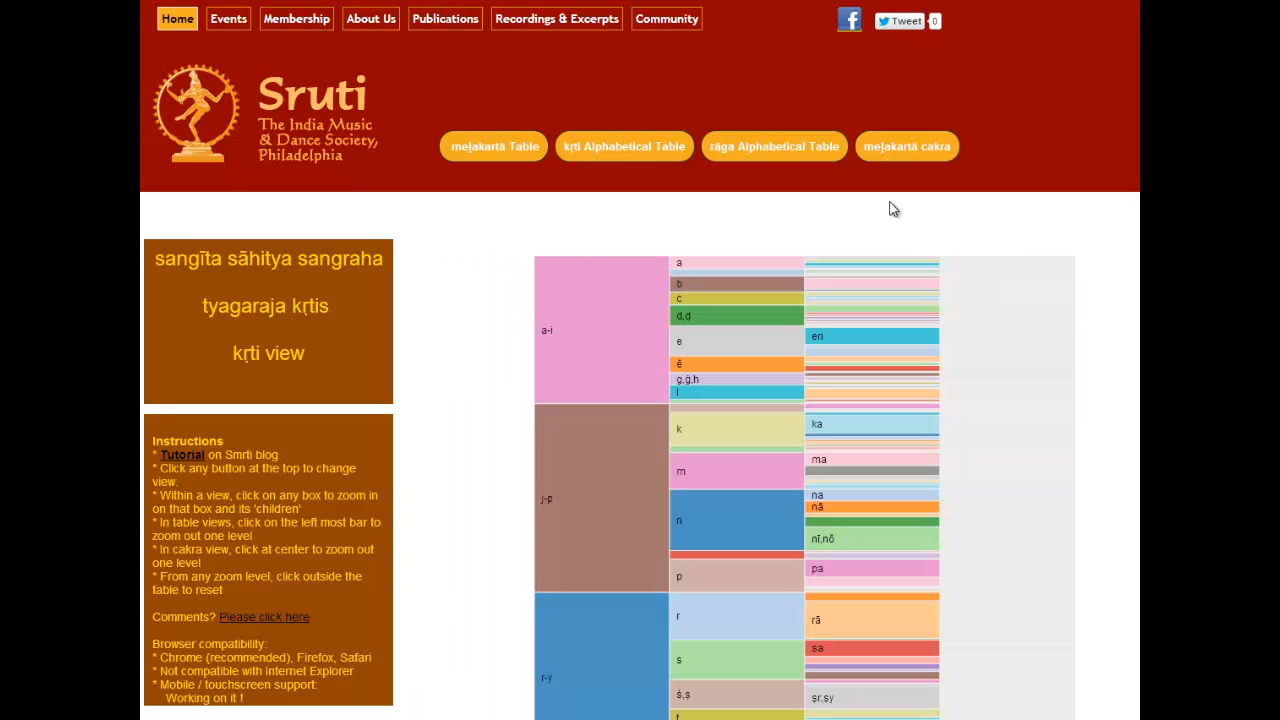 Home
Events
Membership
About Us
Publications
Recordings & Excerpts
Community
Tweet
0
Sruti
The India Music
& Dance Society,
Philadelphia
meḷakartā Table
kṛti Alphabetical Table
rāga Alphabetical Table
meḷakartā cakra
sangīta sāhitya sangraha
tyagaraja kṛtis
kṛti view
Instructions
* Tutorial on Smrti blog
* Click any button at the top to change
view.
* Within a view, click on any box to zoom in
on that box and its 'children'
* In table views, click on the left most bar to
zoom out one level
* In cakra view, click at center to zoom out
one level
* From any zoom level, click outside the
table to reset
Comments? Please click here
Browser compatibility:
* Chrome (recommended), Firefox, Safari
* Not compatible with Internet Explorer
* Mobile / touchscreen support:
Working on it !
a-i
j-p
r-y
a
b
c
d,ḍ
e
ē
g,ġ,h
i
k
m
n
p
r
s
ś,ṣ
t
en
ka
ma
na
nā
nī,nō
pa
rā
sa
śr,śy